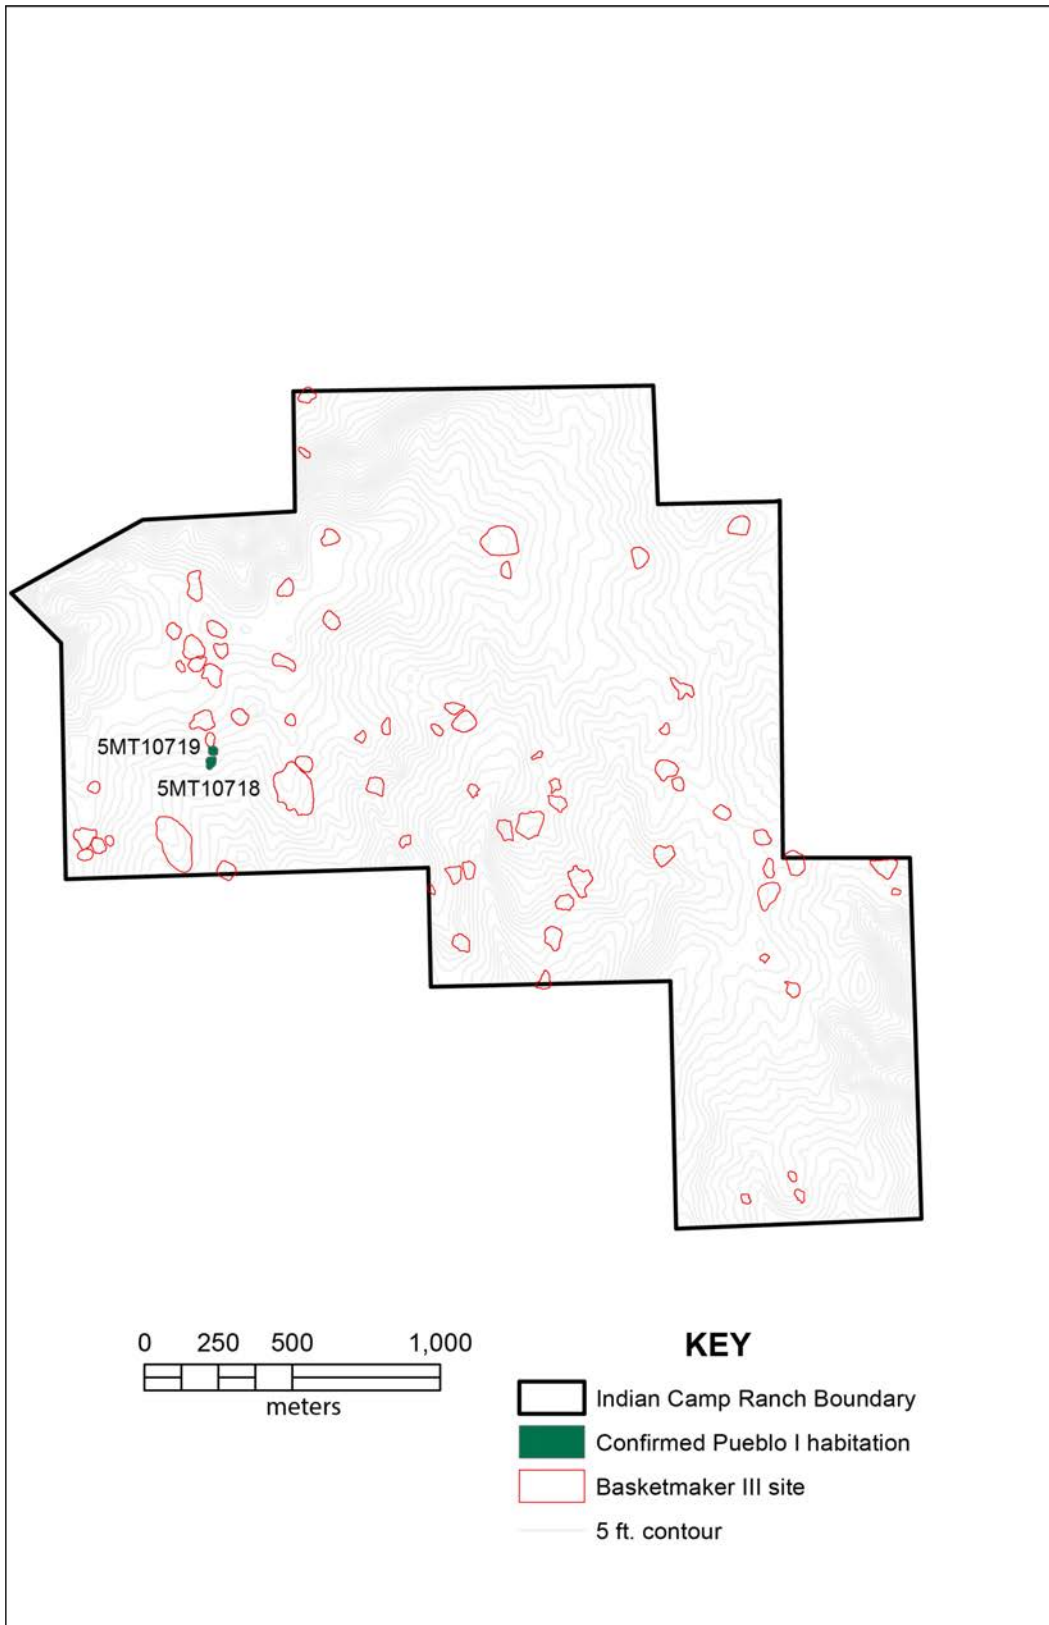 5MT10719
5MT10718
0 250 500 1,000
meters
KEY
Indian Camp Ranch Boundary
Confirmed Pueblo I habitation
Basketmaker III site
5 ft. contour